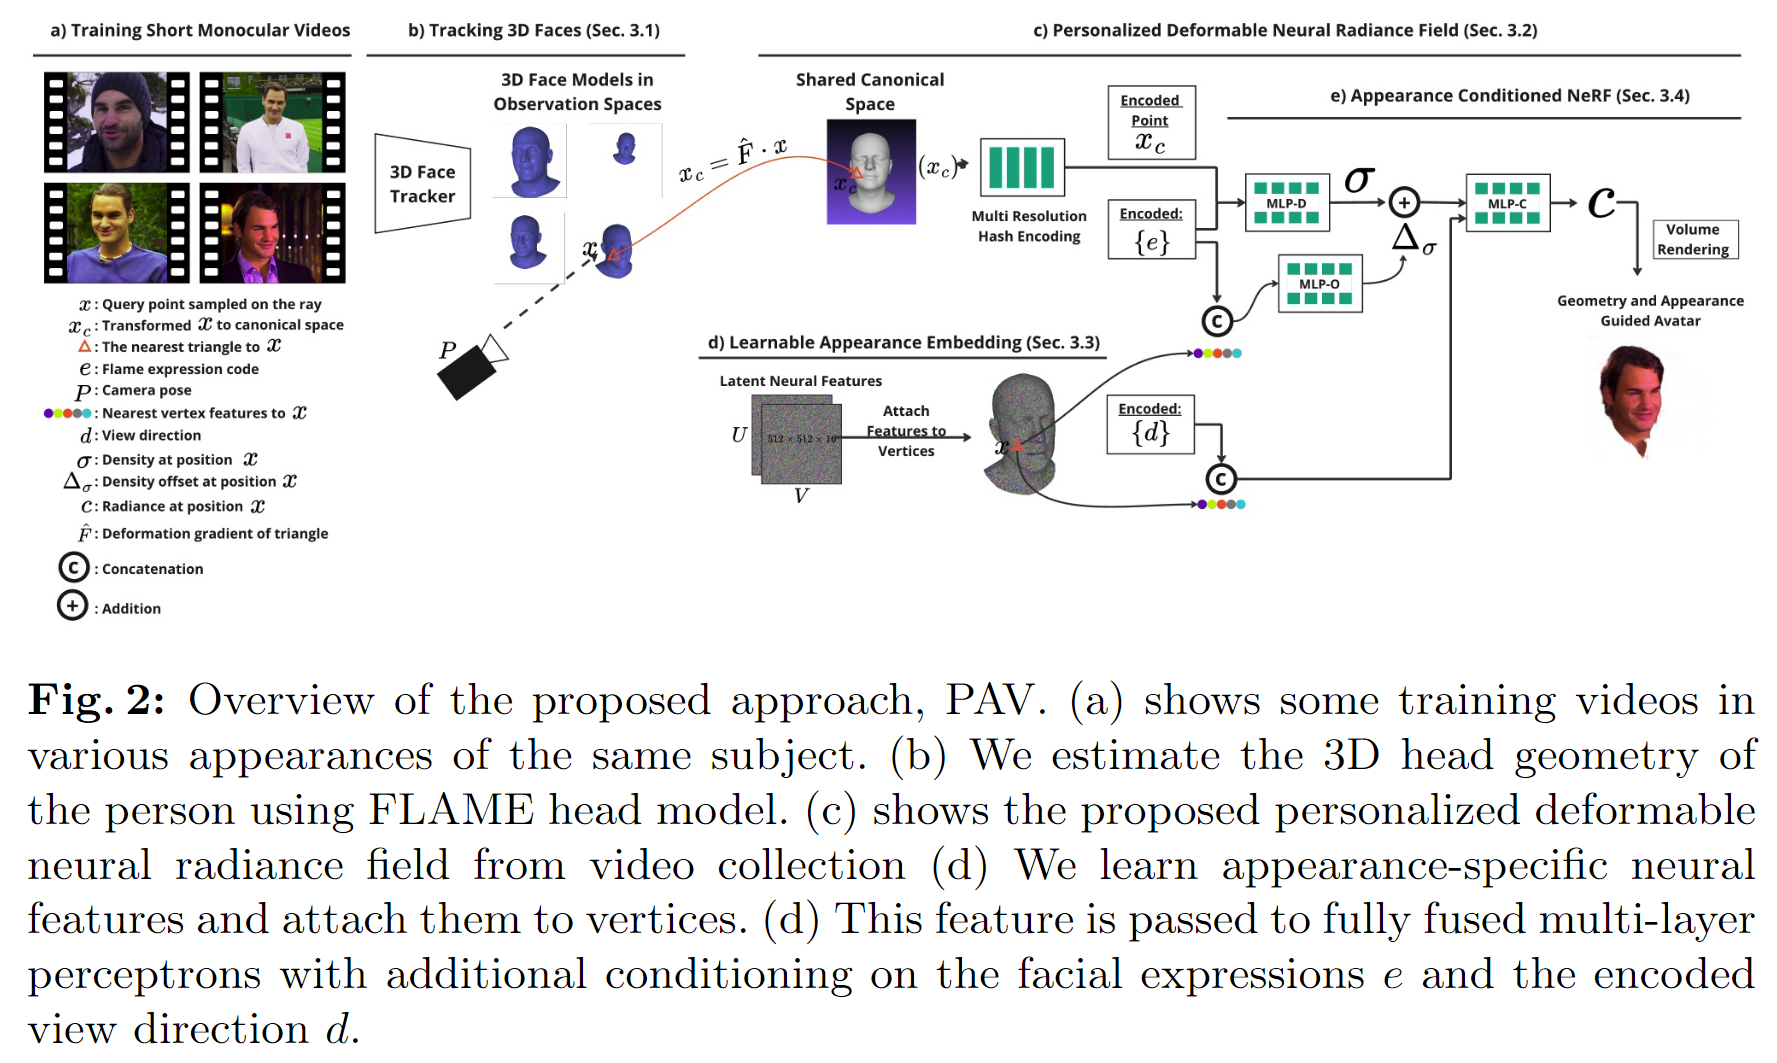 a) Training Short Monocular Videos
b) Tracking 3D Faces (Sec. 3.1)
c) Personalized Deformable Neural Radiance Field (Sec. 3.2)
3D Face Models in
Observation Spaces
3D Face
Tracker
x_c = F̂ · x
x
P
Shared Canonical
Space
x_c
(x_c)
Multi Resolution
Hash Encoding
Encoded
Point
x_c
Encoded:
{e}
e) Appearance Conditioned NeRF (Sec. 3.4)
MLP-D
σ
+
Δ_σ
MLP-O
C
MLP-C
c
Volume
Rendering
Geometry and Appearance
Guided Avatar
x : Query point sampled on the ray
x_c : Transformed x to canonical space
△ : The nearest triangle to x
e : Flame expression code
P : Camera pose
: Nearest vertex features to x
d : View direction
σ : Density at position x
Δ_σ : Density offset at position x
c : Radiance at position x
F̂ : Deformation gradient of triangle
C : Concatenation
+ : Addition
d) Learnable Appearance Embedding (Sec. 3.3)
Latent Neural Features
U
512 × 512 × 16
V
Attach
Features to
Vertices
x
Encoded:
{d}
C
Fig. 2: Overview of the proposed approach, PAV. (a) shows some training videos in
various appearances of the same subject. (b) We estimate the 3D head geometry of
the person using FLAME head model. (c) shows the proposed personalized deformable
neural radiance field from video collection (d) We learn appearance-specific neural
features and attach them to vertices. (d) This feature is passed to fully fused multi-layer
perceptrons with additional conditioning on the facial expressions e and the encoded
view direction d.